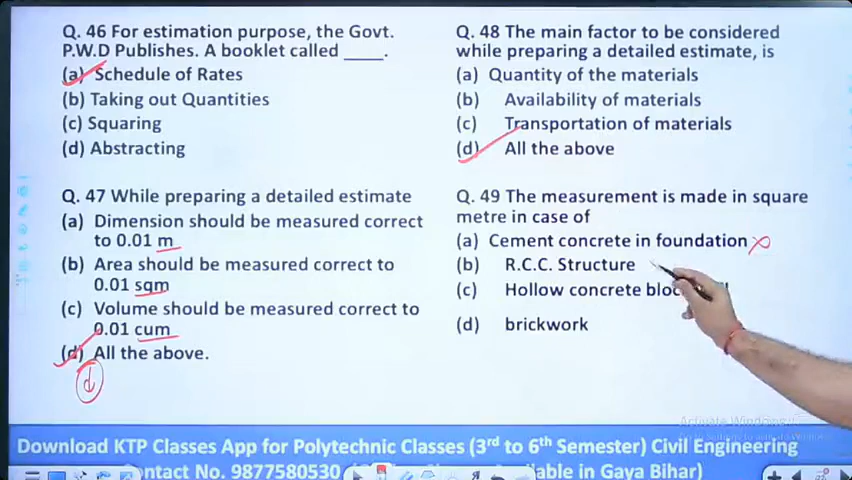 Q. 46 For estimation purpose, the Govt.
P.W.D Publishes. A booklet called ____.
(a) Schedule of Rates
(b) Taking out Quantities
(c) Squaring
(d) Abstracting
Q. 47 While preparing a detailed estimate
(a) Dimension should be measured correct
to 0.01 m
(b) Area should be measured correct to
0.01 sqm
(c) Volume should be measured correct to
0.01 cum
(d) All the above.
d
Q. 48 The main factor to be considered
while preparing a detailed estimate, is
(a) Quantity of the materials
(b) Availability of materials
(c) Transportation of materials
(d) All the above
Q. 49 The measurement is made in square
metre in case of
(a) Cement concrete in foundation
(b) R.C.C. Structure
(c) Hollow concrete
(d) brickwork
Activate Windows
Download KTP Classes App for Polytechnic Classes (3rd to 6th Semester) Civil Engineering
Contact No. 9877580530 in Gaya Bihar)